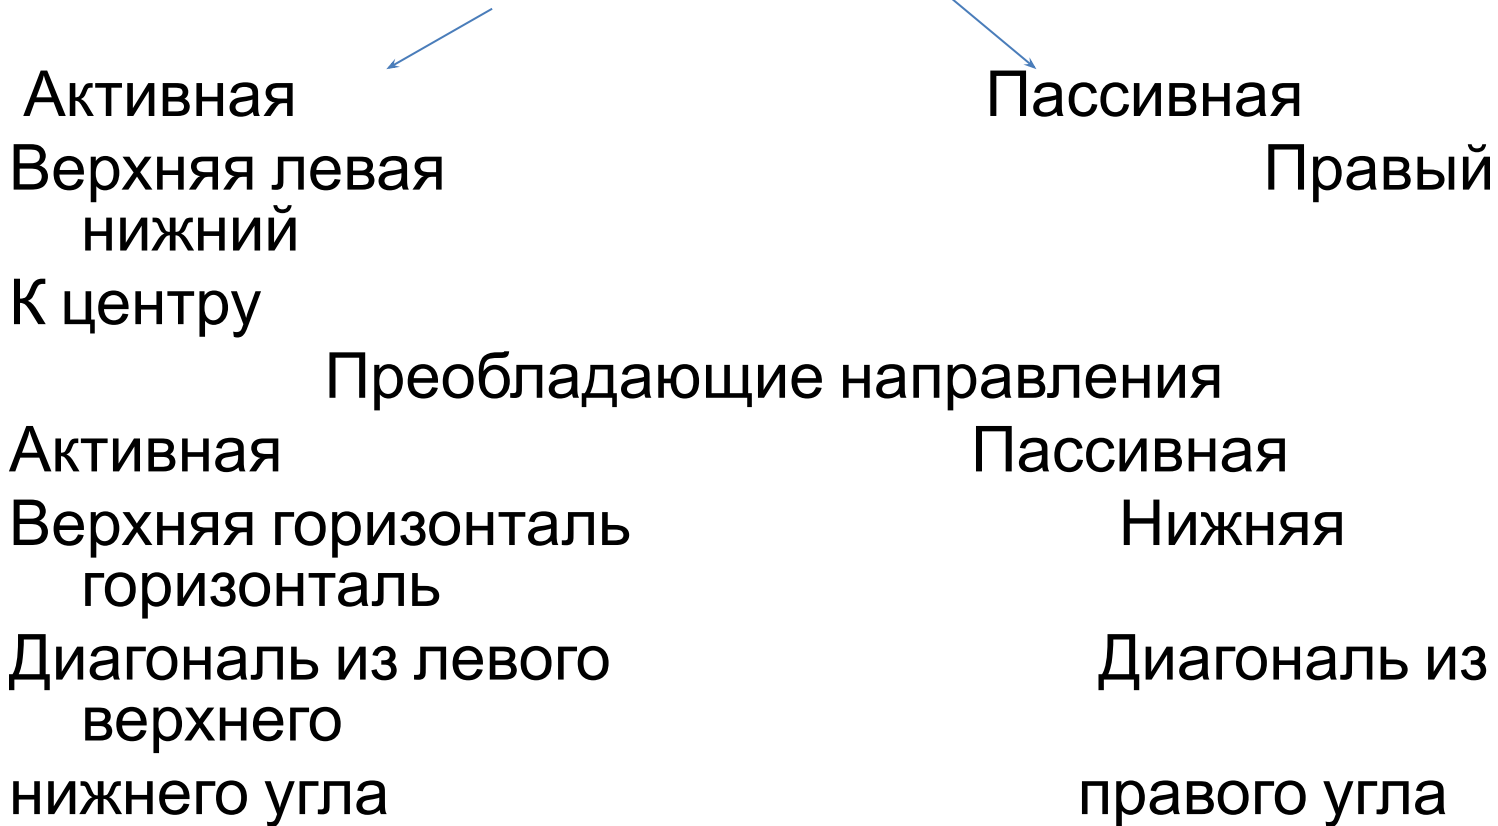 Активная Пассивная
Верхняя левая Правый
нижний
К центру
Преобладающие направления
Активная Пассивная
Верхняя горизонталь Нижняя
горизонталь
Диагональ из левого Диагональ из
верхнего
нижнего угла правого угла